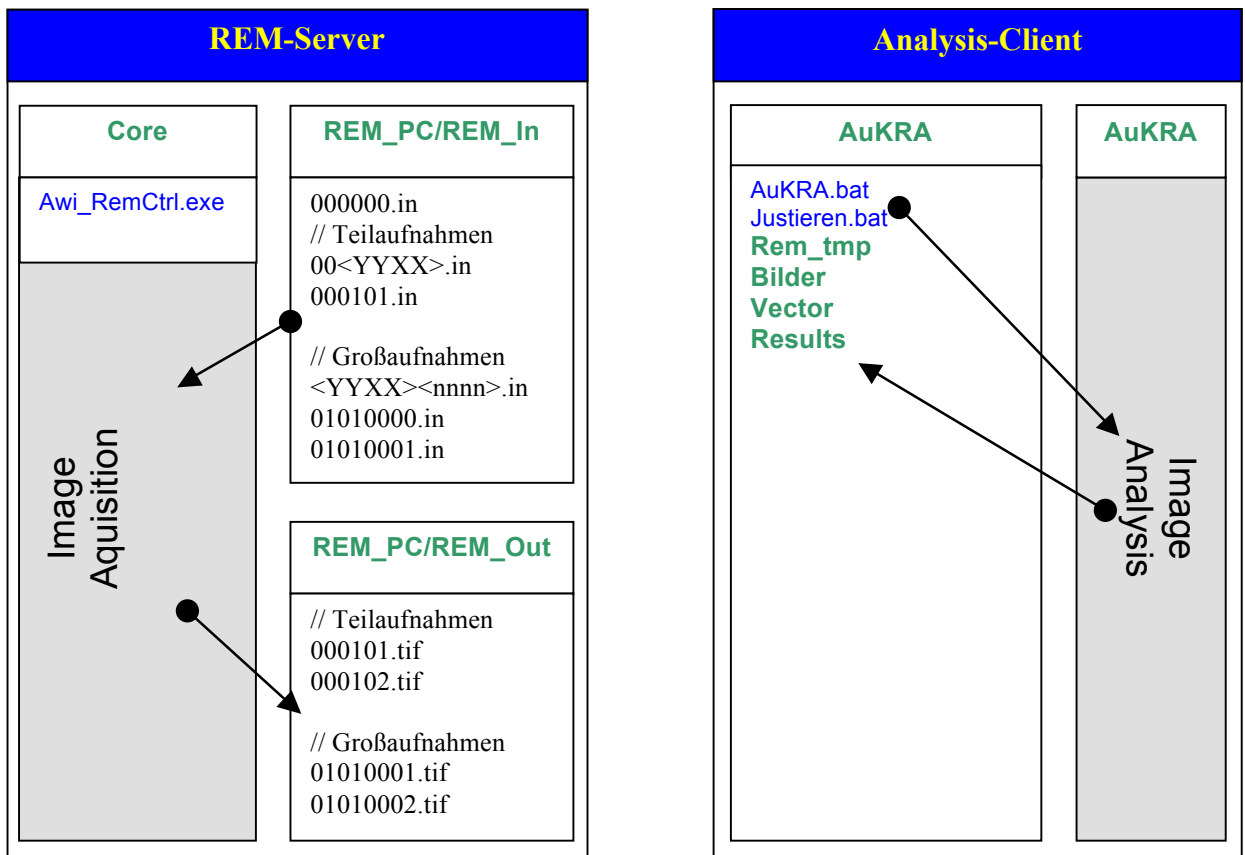 REM-Server
Core
Awi_RemCtrl.exe
Image
Aquisition
REM_PC/REM_In
000000.in
// Teilaufnahmen
00<YYXX>.in
000101.in
// Großaufnahmen
<YYXX><nnnn>.in
01010000.in
01010001.in
REM_PC/REM_Out
// Teilaufnahmen
000101.tif
000102.tif
// Großaufnahmen
01010001.tif
01010002.tif
Analysis-Client
AuKRA
AuKRA.bat
Justieren.bat
Rem_tmp
Bilder
Vector
Results
AuKRA
Image
Analysis